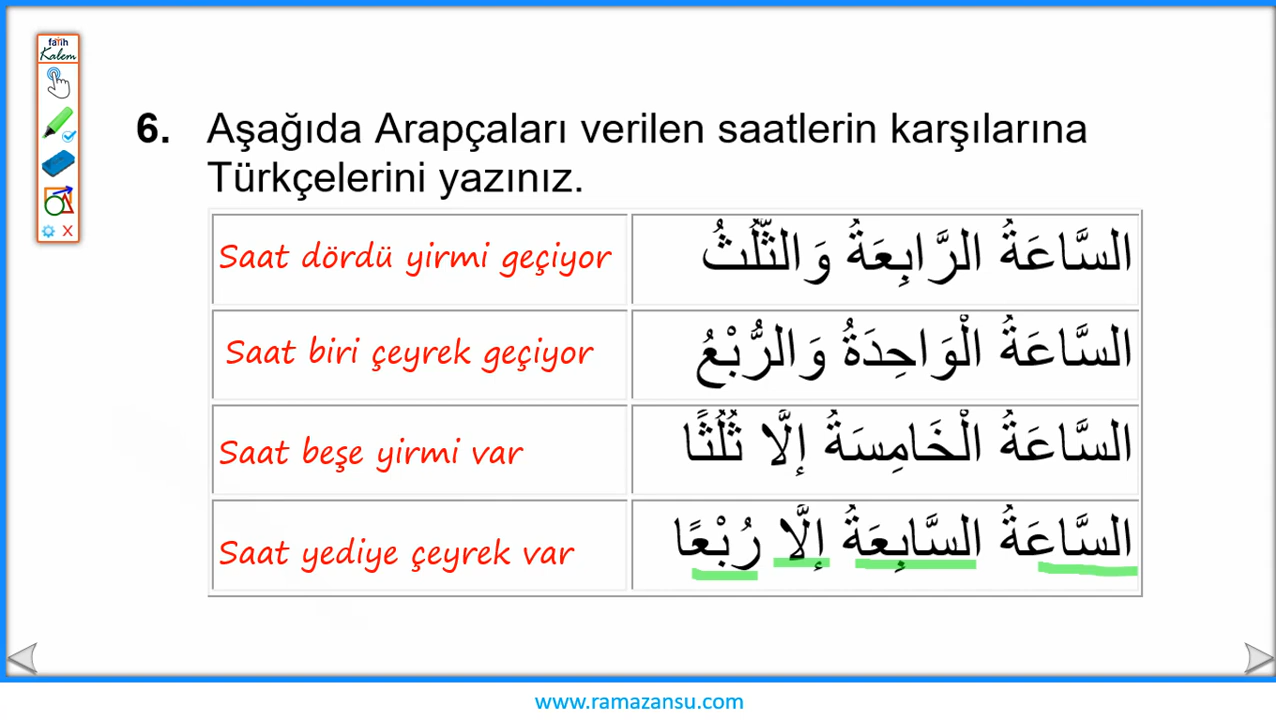 fatih
Kalem
6. Aşağıda Arapçaları verilen saatlerin karşılarına
Türkçelerini yazınız.
Saat dördü yirmi geçiyor
السَّاعَةُ الرَّابِعَةُ وَالثُّلُثُ
Saat biri çeyrek geçiyor
السَّاعَةُ الْوَاحِدَةُ وَالرُّبْعُ
Saat beşe yirmi var
السَّاعَةُ الْخَامِسَةُ إِلَّا ثُلُثًا
Saat yediye çeyrek var
السَّاعَةُ السَّابِعَةُ إِلَّا رُبْعًا
www.ramazansu.com